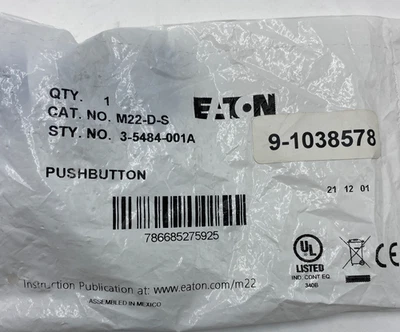 QTY. 1
CAT. NO. M22-D-S
STY. NO. 3-5484-001A
EATON
9-1038578
PUSHBUTTON
21 12 01
786685275925
UL
LISTED
IND. CONT. EQ.
340B
CE
Instruction Publication at: www.eaton.com/m22
ASSEMBLED IN MEXICO